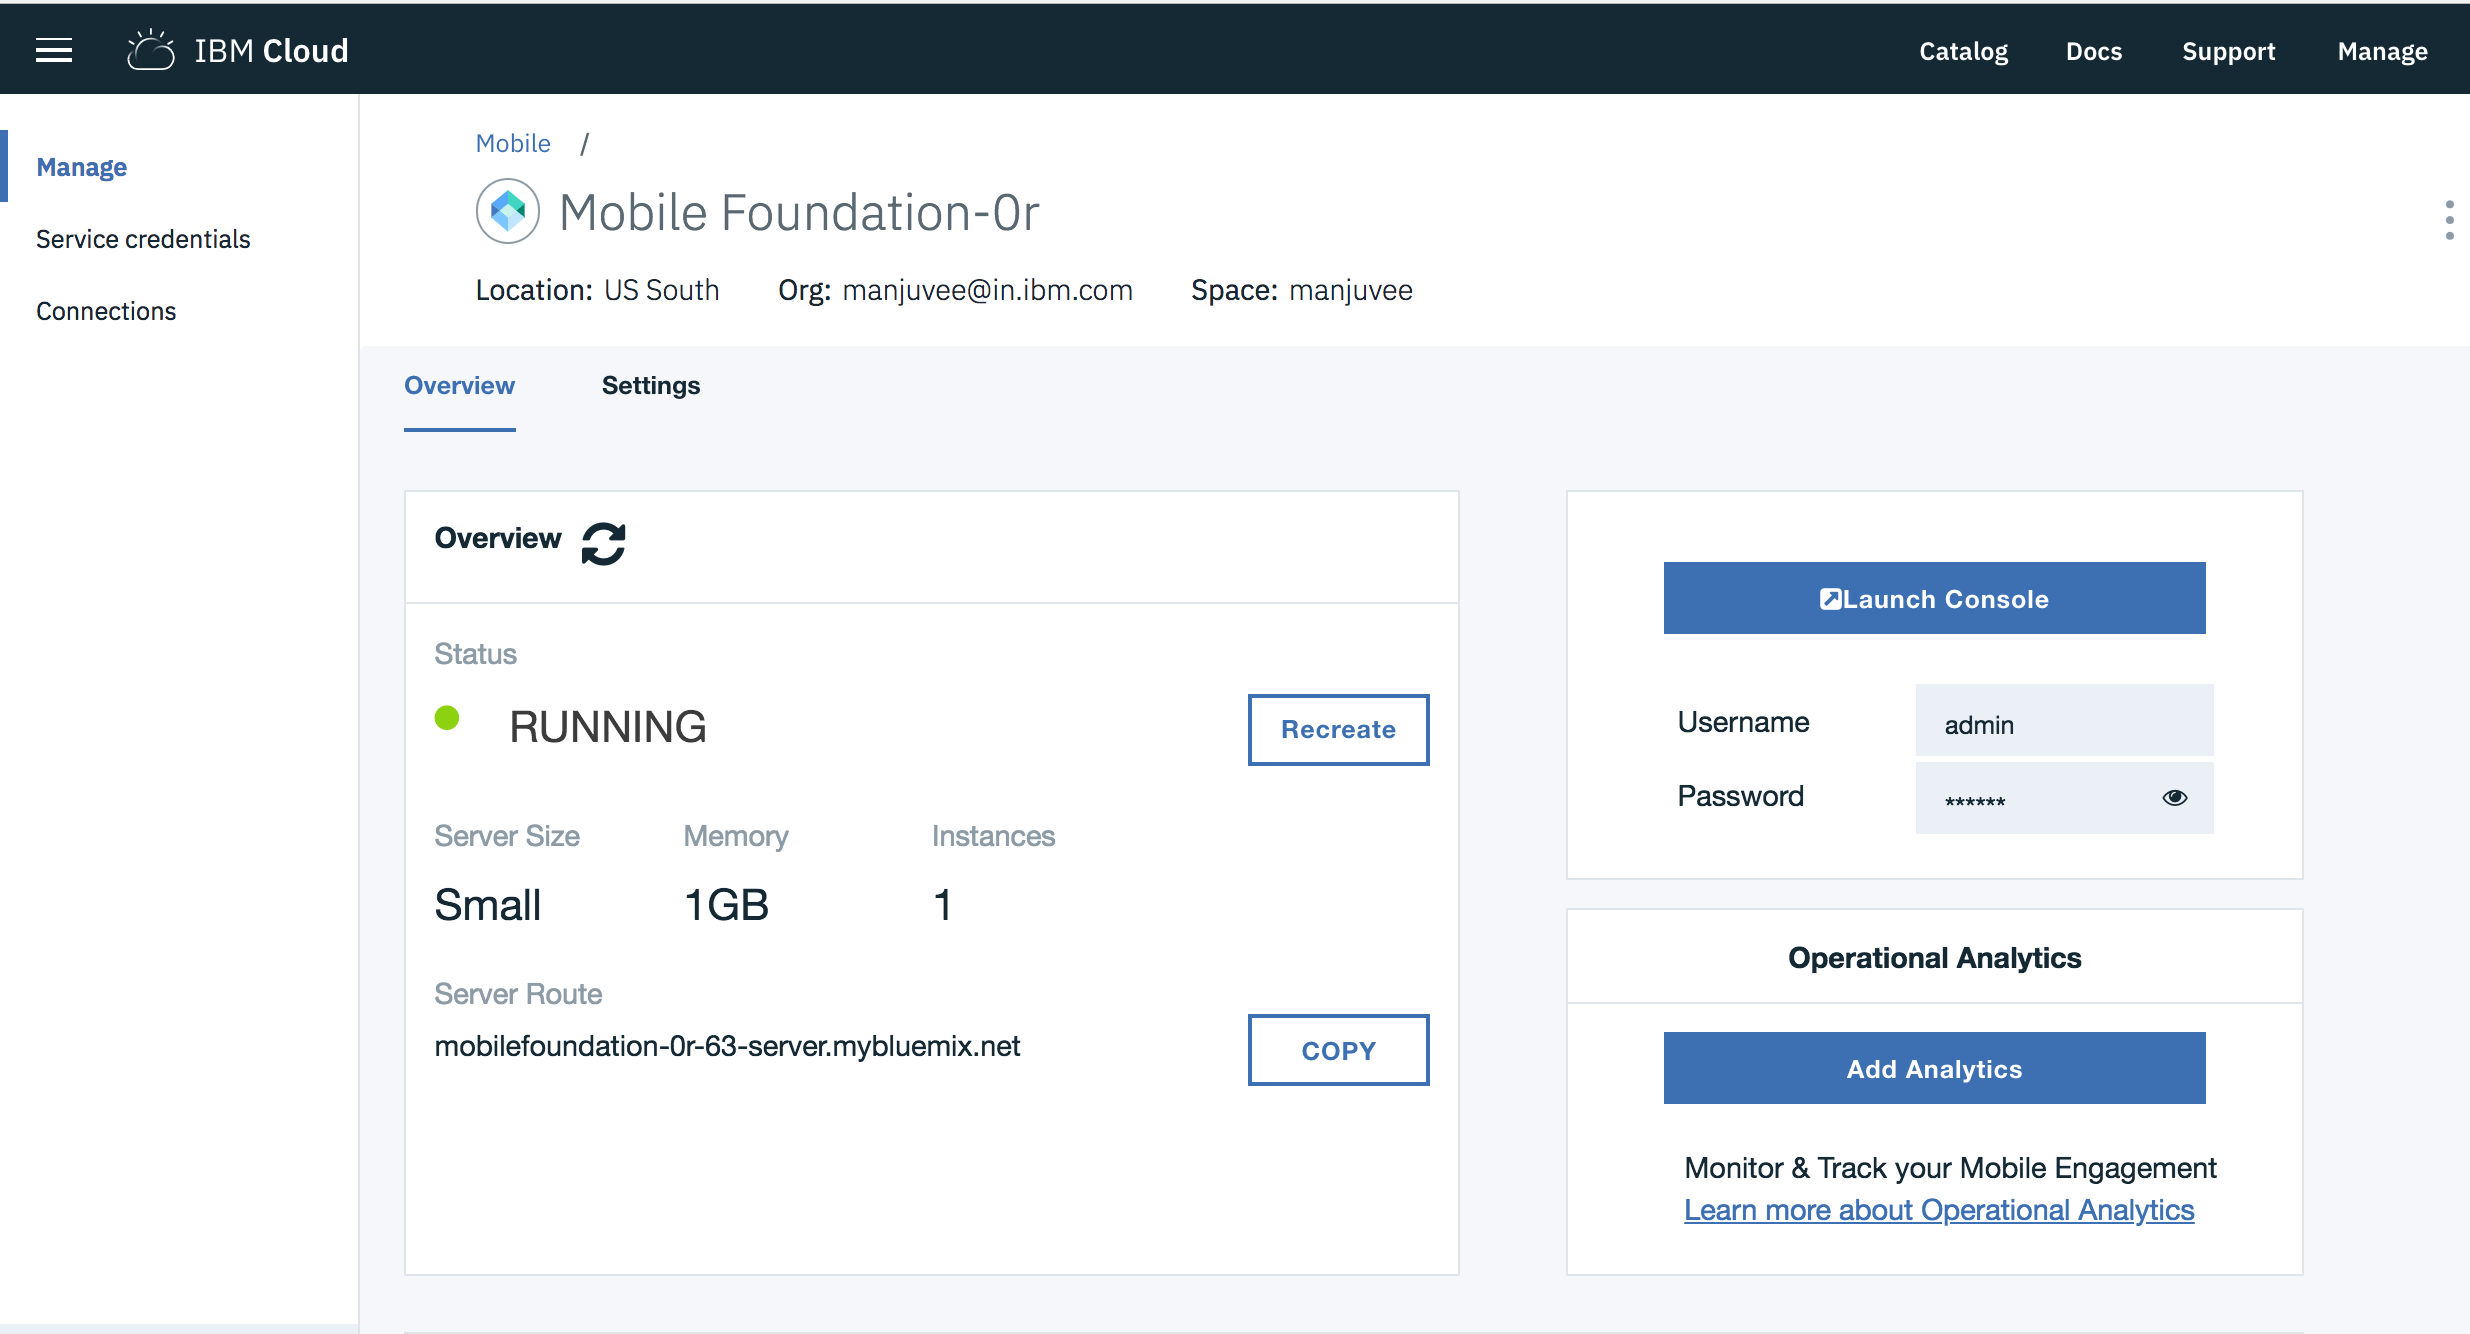 IBM Cloud
Catalog Docs Support Manage
Manage
Service credentials
Connections
Mobile /
Mobile Foundation-0r
Location: US South Org: manjuvee@in.ibm.com Space: manjuvee
Overview Settings
Overview
Status
RUNNING
Recreate
Server Size Memory Instances
Small 1GB 1
Server Route
mobilefoundation-0r-63-server.mybluemix.net
COPY
Launch Console
Username admin
Password ******
Operational Analytics
Add Analytics
Monitor & Track your Mobile Engagement
Learn more about Operational Analytics